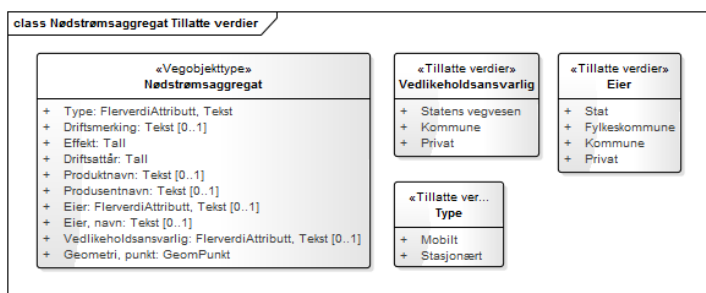 class Nødstrømsaggregat Tillatte verdier
«Vegobjekttype»
Nødstrømsaggregat
+ Type: FlerverdiAttributt, Tekst
+ Driftsmerking: Tekst [0..1]
+ Effekt: Tall
+ Driftsattår: Tall
+ Produktnavn: Tekst [0..1]
+ Produsentnavn: Tekst [0..1]
+ Eier: FlerverdiAttributt, Tekst [0..1]
+ Eier, navn: Tekst [0..1]
+ Vedlikeholdsansvarlig: FlerverdiAttributt, Tekst [0..1]
+ Geometri, punkt: GeomPunkt
«Tillatte verdier»
Vedlikeholdsansvarlig
+ Statens vegvesen
+ Kommune
+ Privat
«Tillatte verdier»
Eier
+ Stat
+ Fylkeskommune
+ Kommune
+ Privat
«Tillatte ver...
Type
+ Mobilt
+ Stasjonært